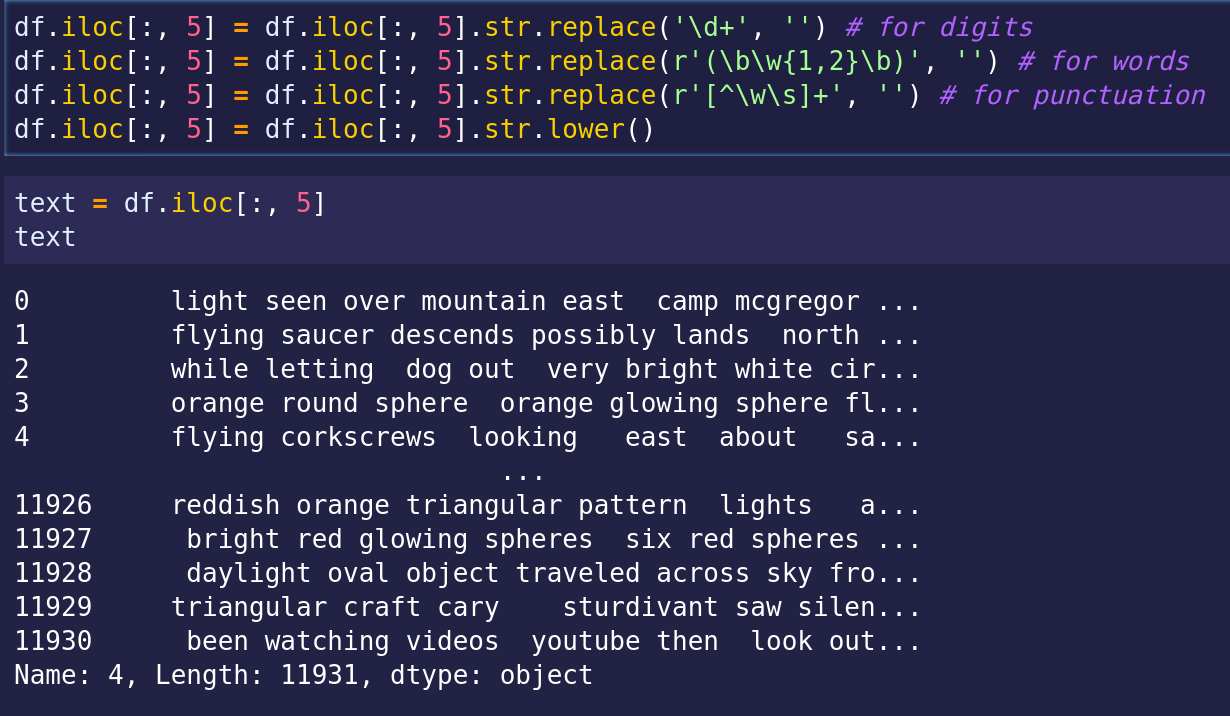 df.iloc[:, 5] = df.iloc[:, 5].str.replace('\d+', '') # for digits
df.iloc[:, 5] = df.iloc[:, 5].str.replace(r'(\b\w{1,2}\b)', '') # for words
df.iloc[:, 5] = df.iloc[:, 5].str.replace(r'[^\w\s]+', '') # for punctuation
df.iloc[:, 5] = df.iloc[:, 5].str.lower()
text = df.iloc[:, 5]
text
0         light seen over mountain east  camp mcgregor ...
1         flying saucer descends possibly lands  north ...
2         while letting  dog out  very bright white cir...
3         orange round sphere  orange glowing sphere fl...
4         flying corkscrews  looking   east  about   sa...
                               ...
11926     reddish orange triangular pattern  lights   a...
11927      bright red glowing spheres  six red spheres ...
11928      daylight oval object traveled across sky fro...
11929     triangular craft cary    sturdivant saw silen...
11930      been watching videos  youtube then  look out...
Name: 4, Length: 11931, dtype: object